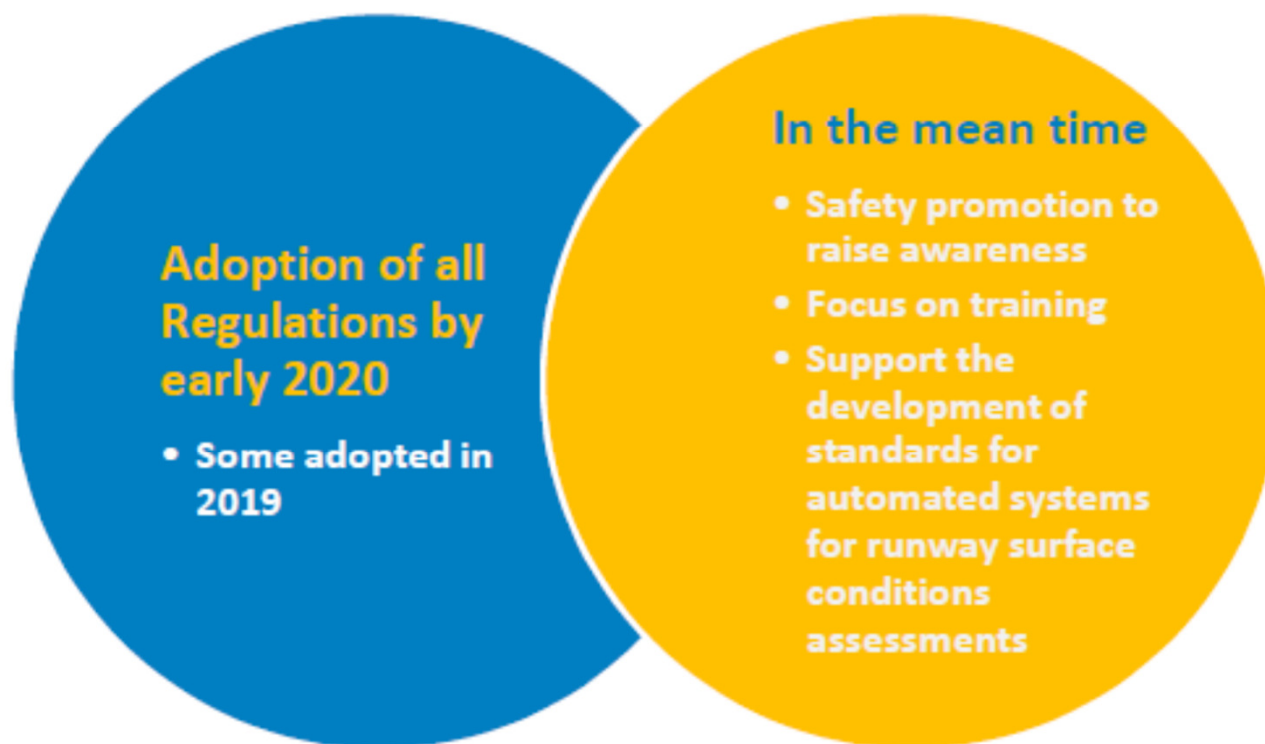 Adoption of all
Regulations by
early 2020
• Some adopted in
2019
In the mean time
• Safety promotion to
raise awareness
• Focus on training
• Support the
development of
standards for
automated systems
for runway surface
conditions
assessments